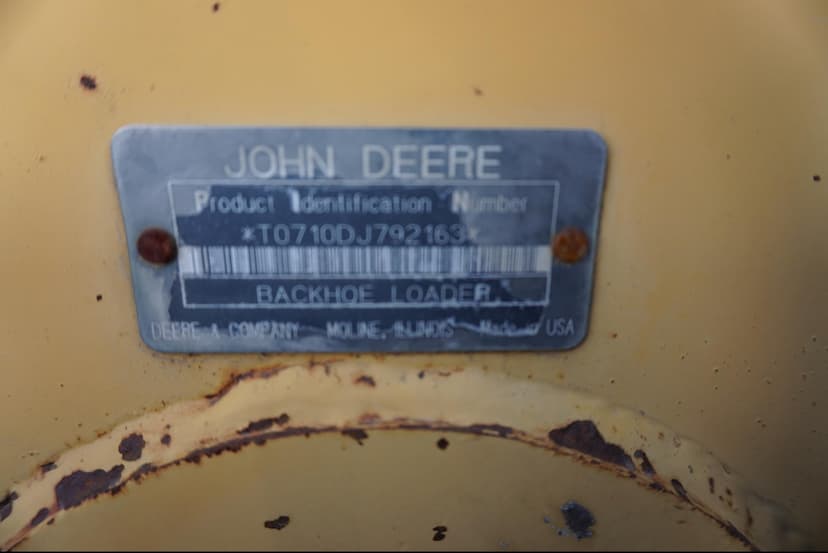 JOHN DEERE
Product Identification Number
*T0710DJ792163*
BACKHOE LOADER
DEERE & COMPANY MOLINE, ILLINOIS Made in USA